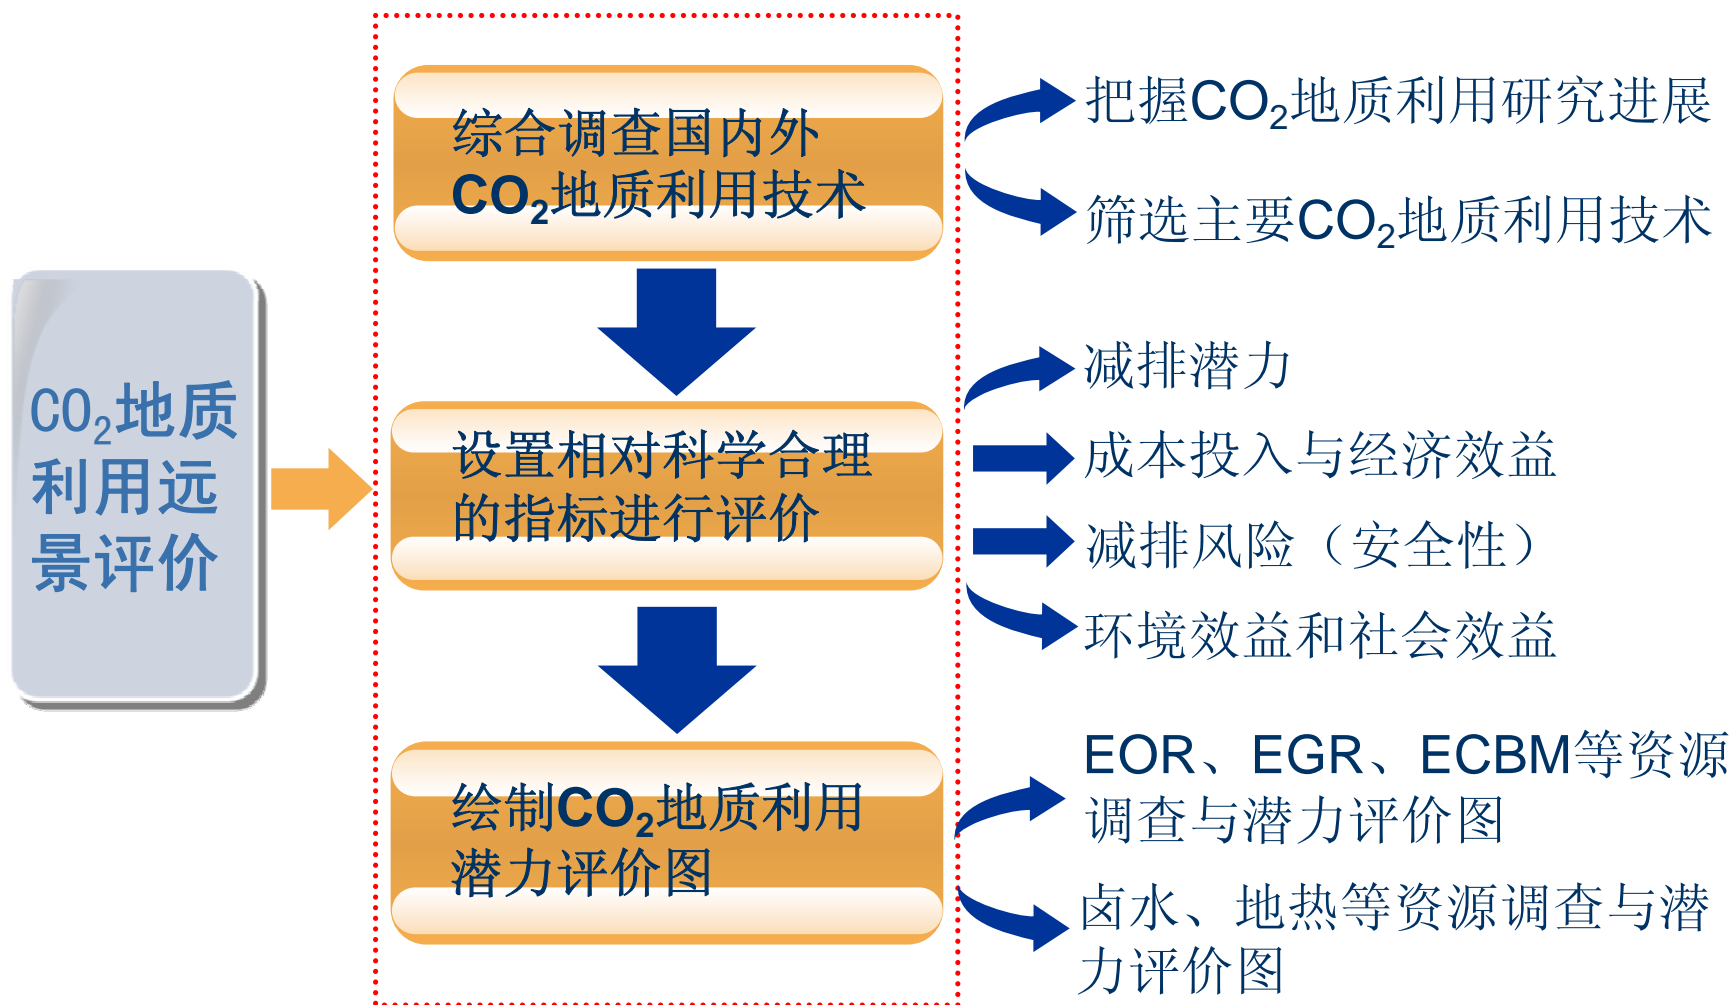 CO₂地质
利用远
景评价
综合调查国内外
CO₂地质利用技术
把握CO₂地质利用研究进展
筛选主要CO₂地质利用技术
设置相对科学合理
的指标进行评价
减排潜力
成本投入与经济效益
减排风险（安全性）
环境效益和社会效益
绘制CO₂地质利用
潜力评价图
EOR、EGR、ECBM等资源
调查与潜力评价图
卤水、地热等资源调查与潜
力评价图